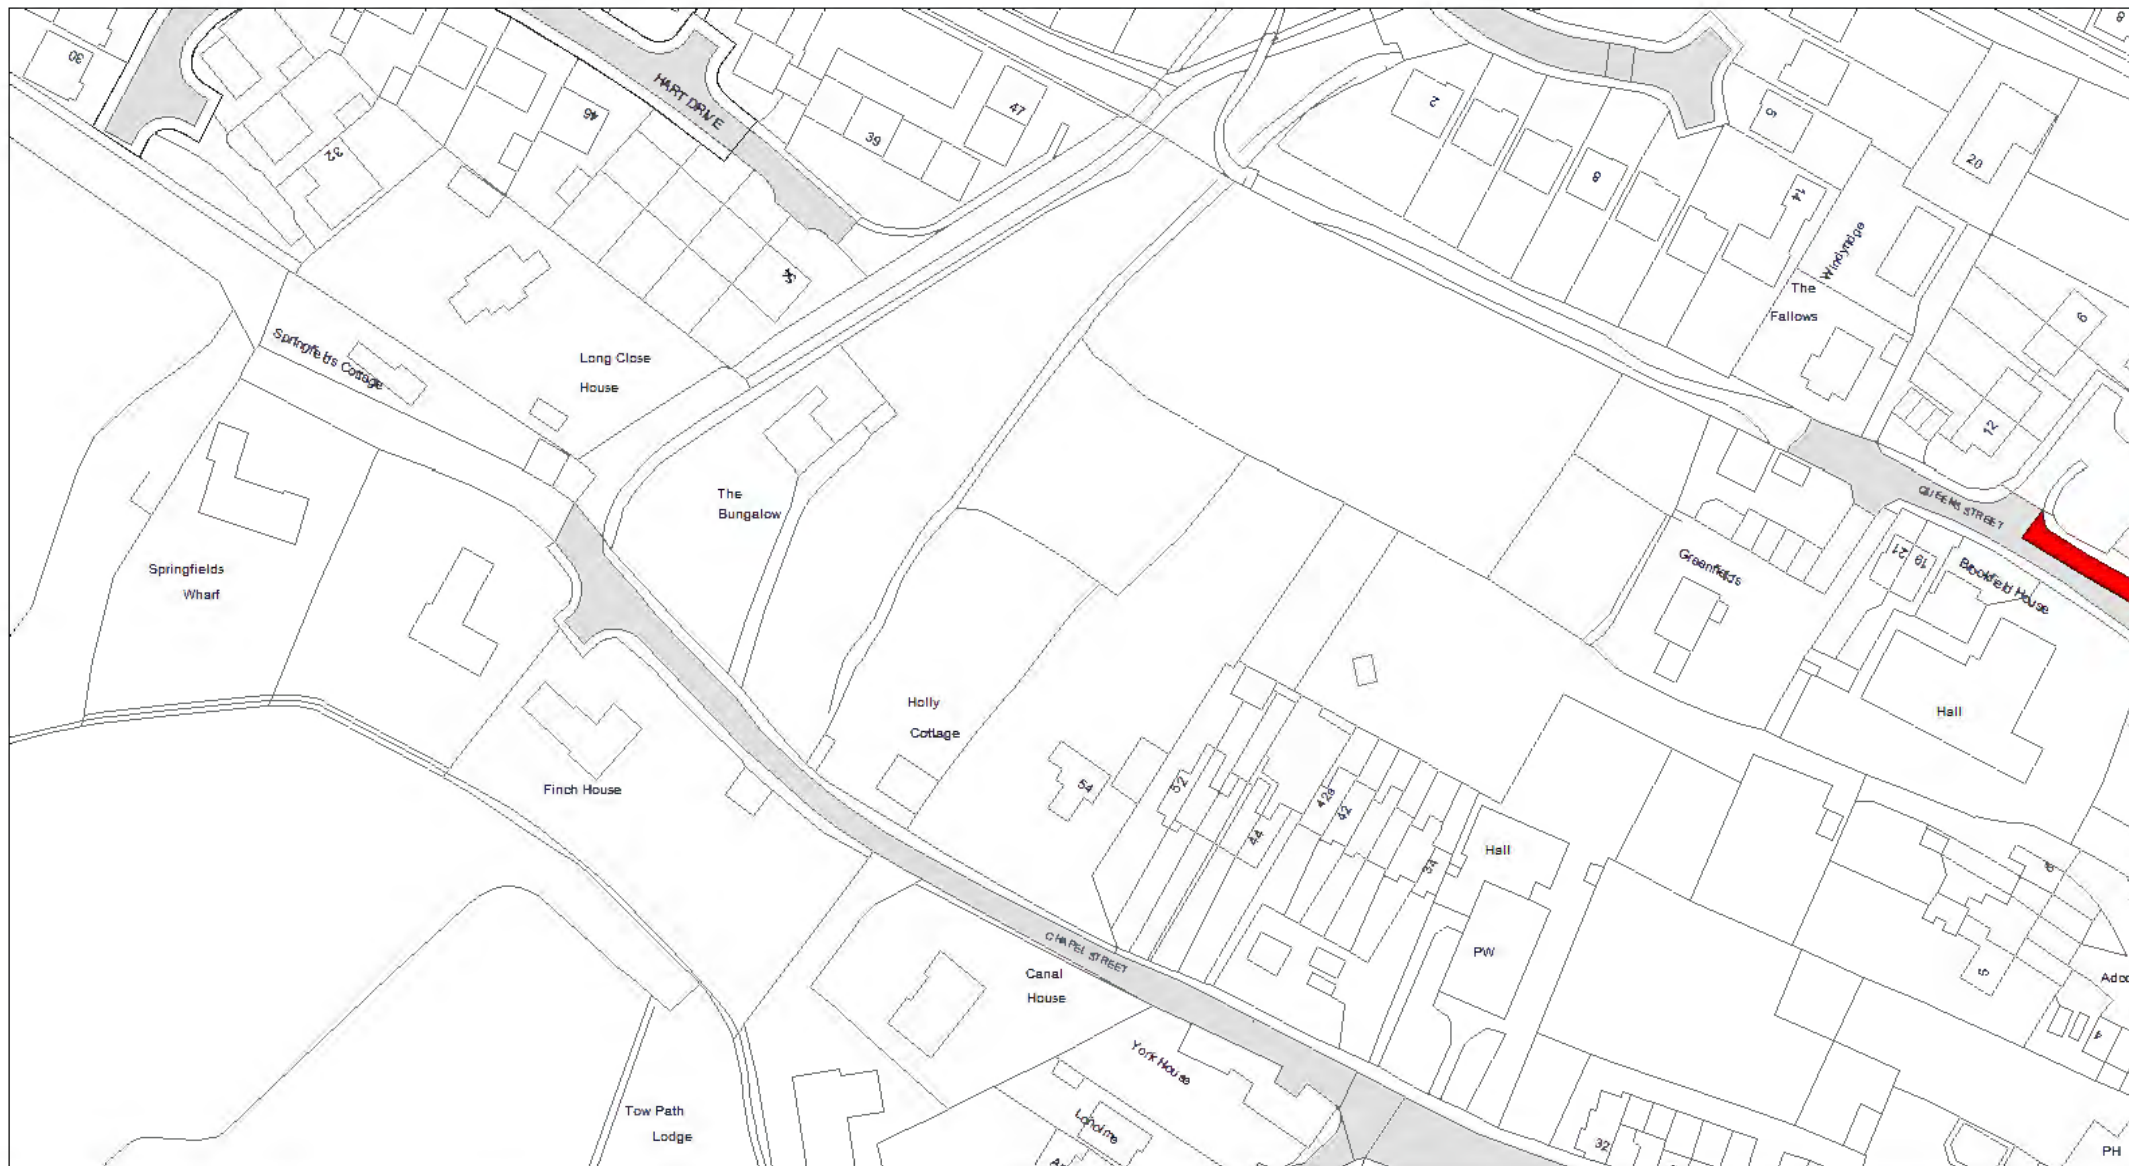 30
HART DRIVE
47
39
46
32
2
8
5
14
20
Windyridge
The
Fallows
6
12
54
Springfields Cottage
Long Close
House
The
Bungalow
QUEENS STREET
21
19
Brookfield House
Greenfields
Springfields
Wharf
Hall
Holly
Cottage
Finch House
54
52
44
42a
42
34
Hall
PW
CHAPEL STREET
Canal
House
5
4
York House
Loholme
Tow Path
Lodge
32
PH